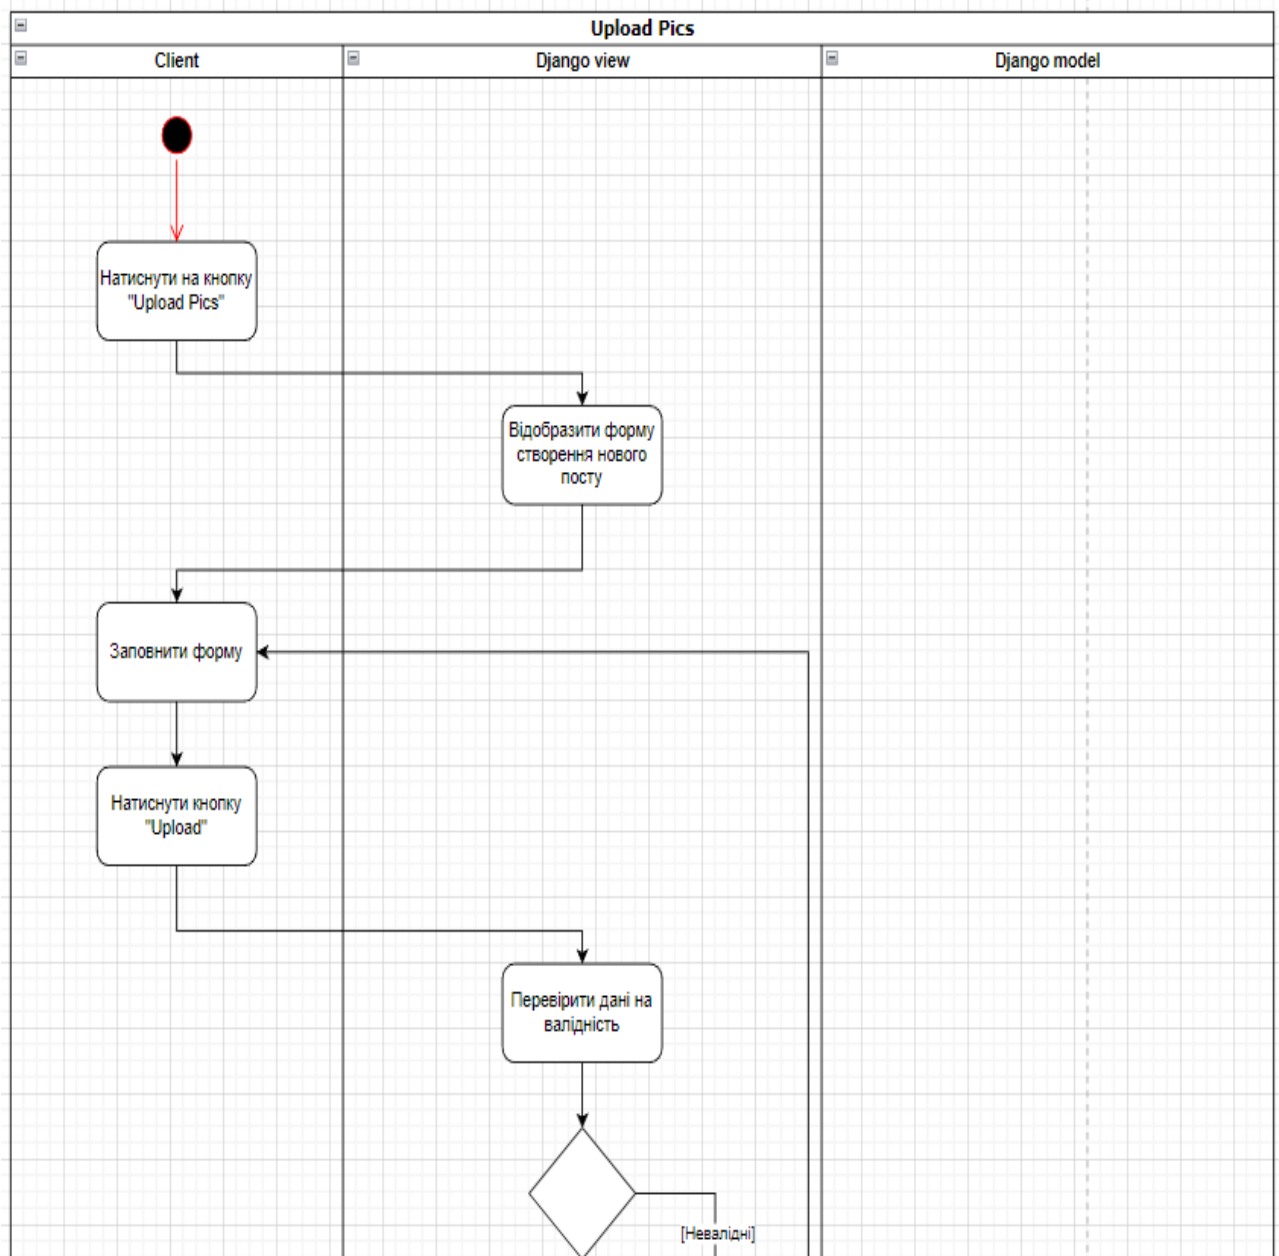 Upload Pics
Client
Django view
Django model
Натиснути на кнопку
"Upload Pics"
Відобразити форму
створення нового
посту
Заповнити форму
Натиснути кнопку
"Upload"
Перевірити дані на
валідність
[Невалідні]